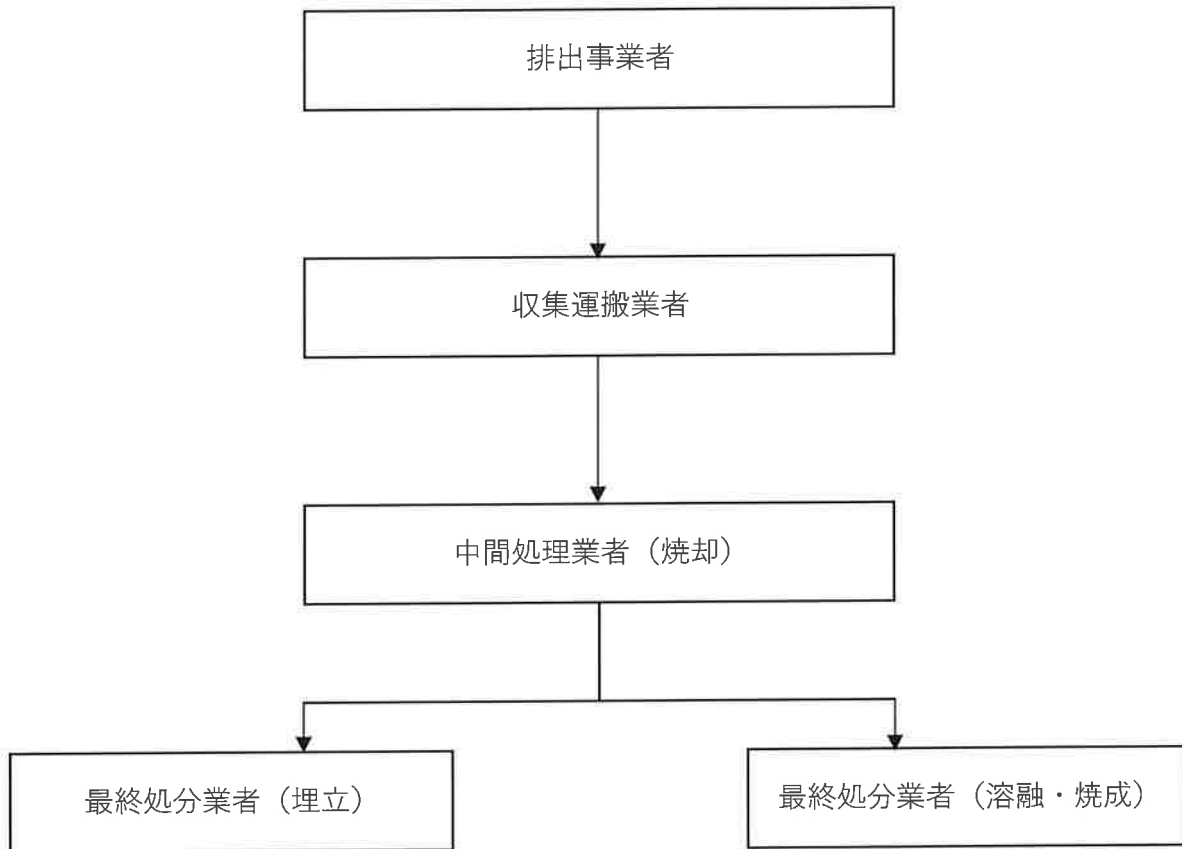 排出事業者
収集運搬業者
中間処理業者（焼却）
最終処分業者（埋立）
最終処分業者（溶融・焼成）